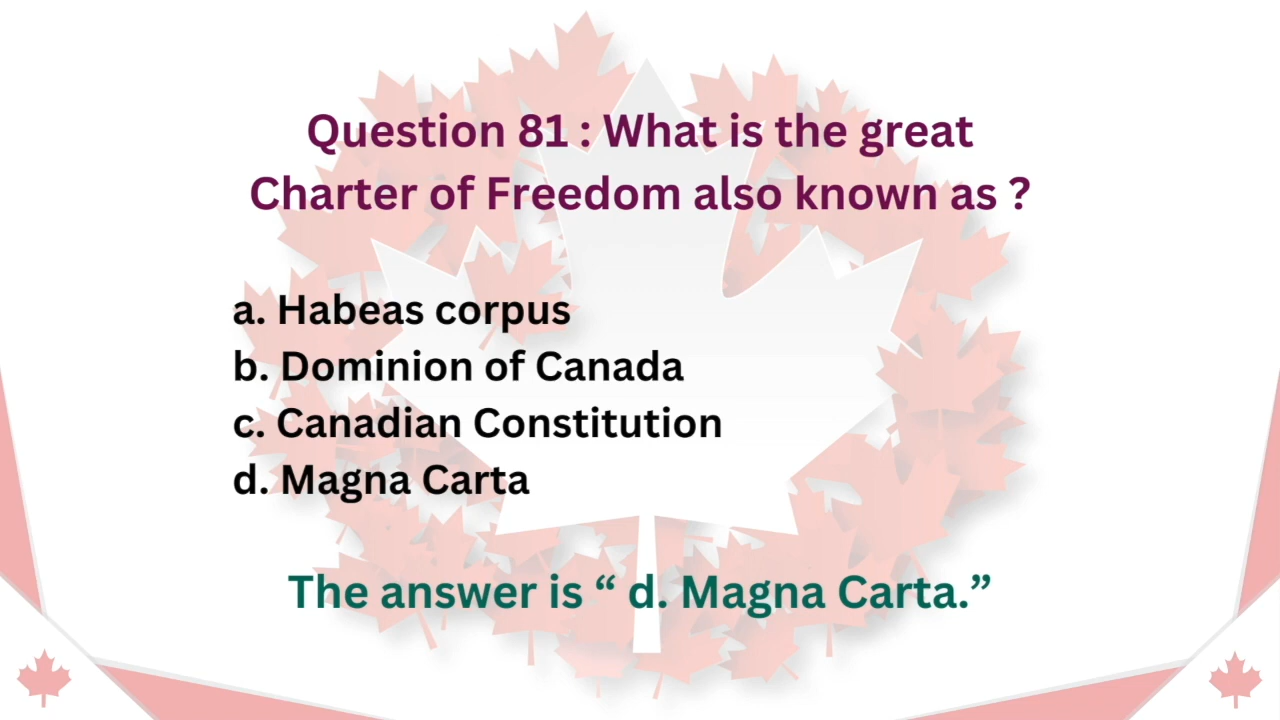 Question 81 : What is the great
Charter of Freedom also known as ?
a. Habeas corpus
b. Dominion of Canada
c. Canadian Constitution
d. Magna Carta
The answer is “ d. Magna Carta.”